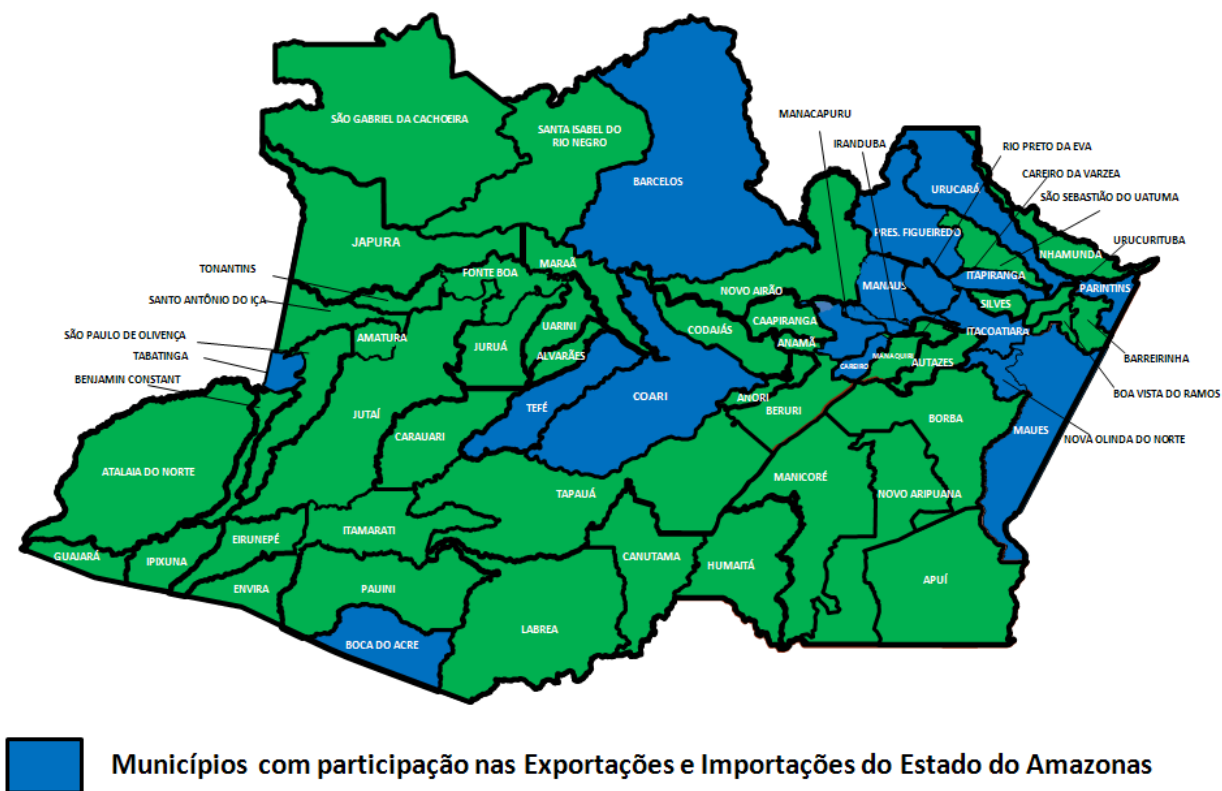 MANACAPURU
SÃO GABRIEL DA CACHOEIRA
SANTA ISABEL DO
RIO NEGRO
IRANDUBA
RIO PRETO DA EVA
CAREIRO DA VARZEA
BARCELOS
URUCARÁ
SÃO SEBASTIÃO DO UATUMA
PRES. FIGUEIREDO
JAPURA
URUCURITUBA
NHAMUNDA
TONANTINS
FONTE BOA
MARAÃ
ITAPIRANGA
MANAUS
PARINTINS
NOVO AIRÃO
SANTO ANTÔNIO DO IÇA
SILVES
CAAPIRANGA
UARINI
CODAJÁS
ITACOATIARA
SÃO PAULO DE OLIVENÇA
AMATURA
JURUÁ
ANAMÃ
TABATINGA
ALVARÃES
MANAQUIRI
BARREIRINHA
CAREIRO
AUTAZES
BENJAMIN CONSTANT
BOA VISTA DO RAMOS
COARI
ANORI
TEFÉ
BERURI
JUTAÍ
BORBA
MAUES
CARAUARI
NOVA OLINDA DO NORTE
ATALAIA DO NORTE
MANICORÉ
TAPAUÁ
NOVO ARIPUANA
ITAMARATI
EIRUNEPÉ
GUAJARÁ
IPIXUNA
CANUTAMA
HUMAITÁ
APUÍ
ENVIRA
PAUINI
LABREA
BOCA DO ACRE
Municípios com participação nas Exportações e Importações do Estado do Amazonas